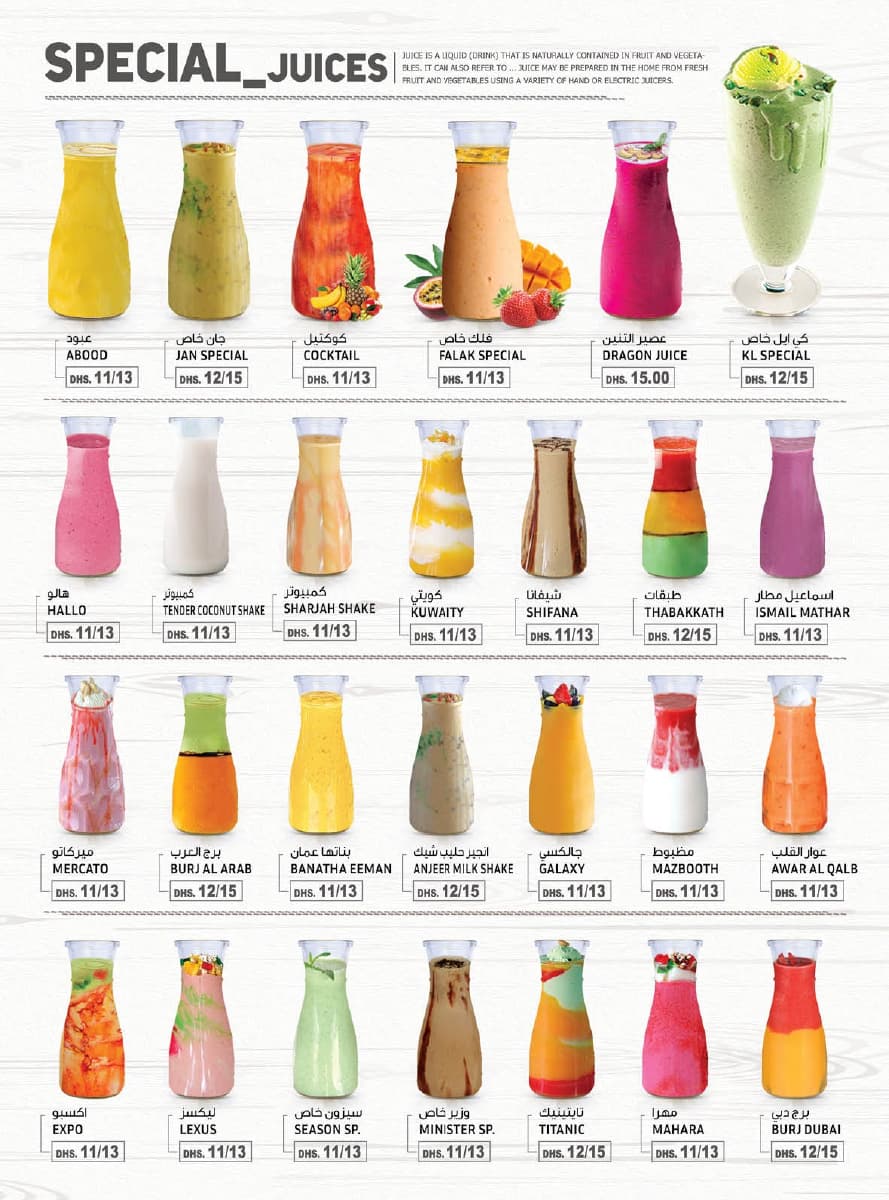 SPECIAL_JUICES
JUICE IS A LIQUID (DRINK) THAT IS NATURALLY CONTAINED IN FRUIT AND VEGETA-
BLES. IT CAN ALSO REFER TO ... JUICE MAY BE PREPARED IN THE HOME FROM FRESH
FRUIT AND VEGETABLES USING A VARIETY OF HAND OR ELECTRIC JUICERS.
عبود
ABOOD
DHS. 11/13
جان خاص
JAN SPECIAL
DHS. 12/15
كوكتيل
COCKTAIL
DHS. 11/13
فلك خاص
FALAK SPECIAL
DHS. 11/13
عصير التنين
DRAGON JUICE
DHS. 15.00
كي ايل خاص
KL SPECIAL
DHS. 12/15
هالو
HALLO
DHS. 11/13
كمبيوتر
TENDER COCONUT SHAKE
DHS. 11/13
كمبيوتر
SHARJAH SHAKE
DHS. 11/13
كويتي
KUWAITY
DHS. 11/13
شيفانا
SHIFANA
DHS. 11/13
طبقات
THABAKKATH
DHS. 12/15
اسماعيل مطار
ISMAIL MATHAR
DHS. 11/13
ميركاتو
MERCATO
DHS. 11/13
برج العرب
BURJ AL ARAB
DHS. 12/15
بناتها عمان
BANATHA EEMAN
DHS. 11/13
انجير حليب شيك
ANJEER MILK SHAKE
DHS. 12/15
جالكسي
GALAXY
DHS. 11/13
مظبوط
MAZBOOTH
DHS. 11/13
عوار القلب
AWAR AL QALB
DHS. 11/13
اكسبو
EXPO
DHS. 11/13
ليكسز
LEXUS
DHS. 11/13
سيزون خاص
SEASON SP.
DHS. 11/13
وزير خاص
MINISTER SP.
DHS. 11/13
تايتينيك
TITANIC
DHS. 12/15
مهرا
MAHARA
DHS. 11/13
برج دبي
BURJ DUBAI
DHS. 12/15